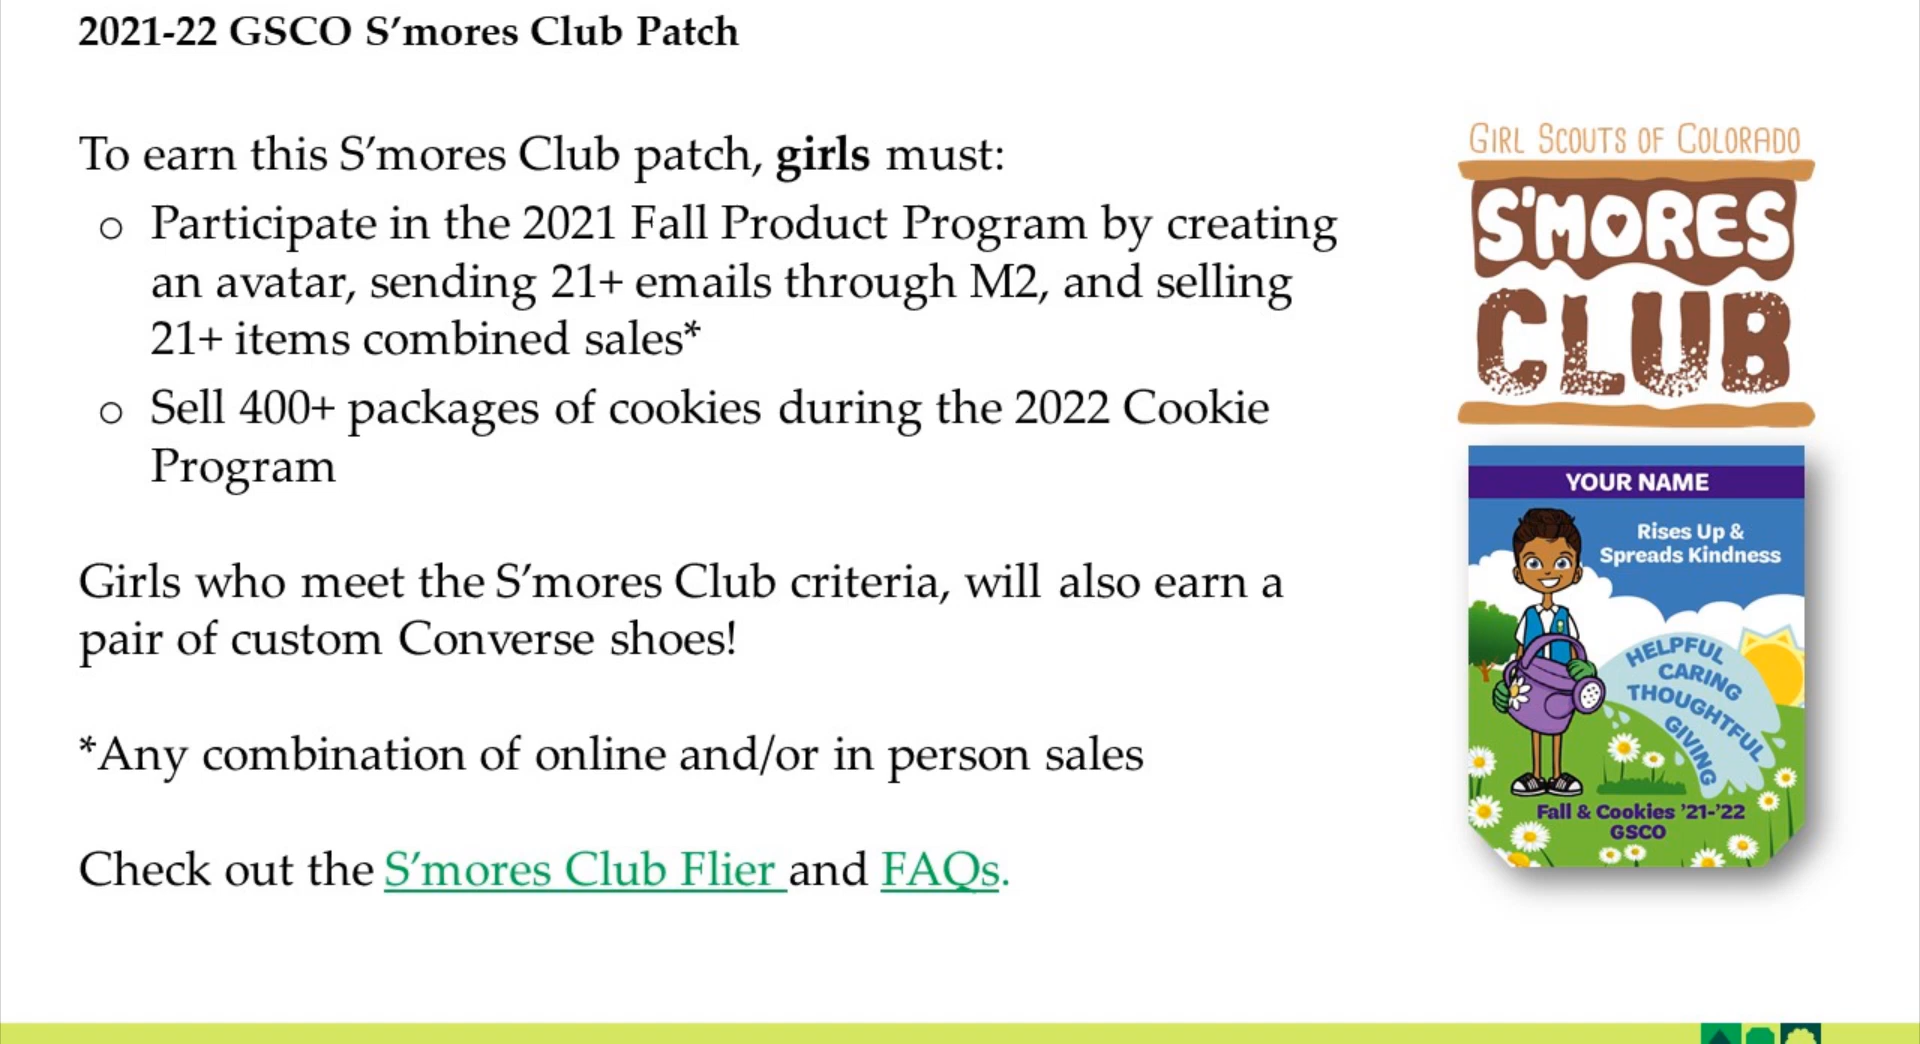 2021-22 GSCO S’mores Club Patch
To earn this S’mores Club patch, girls must:
o Participate in the 2021 Fall Product Program by creating
an avatar, sending 21+ emails through M2, and selling
21+ items combined sales*
o Sell 400+ packages of cookies during the 2022 Cookie
Program
Girls who meet the S’mores Club criteria, will also earn a
pair of custom Converse shoes!
*Any combination of online and/or in person sales
Check out the S’mores Club Flier and FAQs.
GIRL SCOUTS OF COLORADO
S'MORES
CLUB
YOUR NAME
Rises Up &
Spreads Kindness
HELPFUL
CARING
THOUGHTFUL
GIVING
Fall & Cookies ’21-’22
GSCO